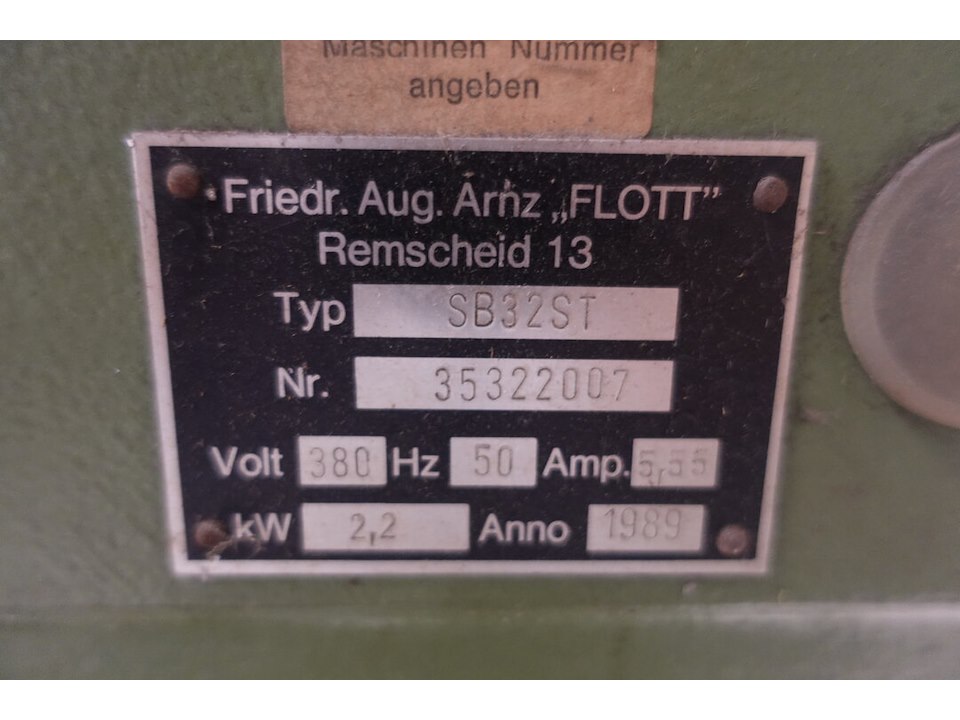 Maschinen Nummer
angeben
Friedr. Aug. Arnz „FLOTT”
Remscheid 13
Typ SB32ST
Nr. 35322007
Volt 380 Hz 50 Amp. 5,55
kW 2,2 Anno 1989